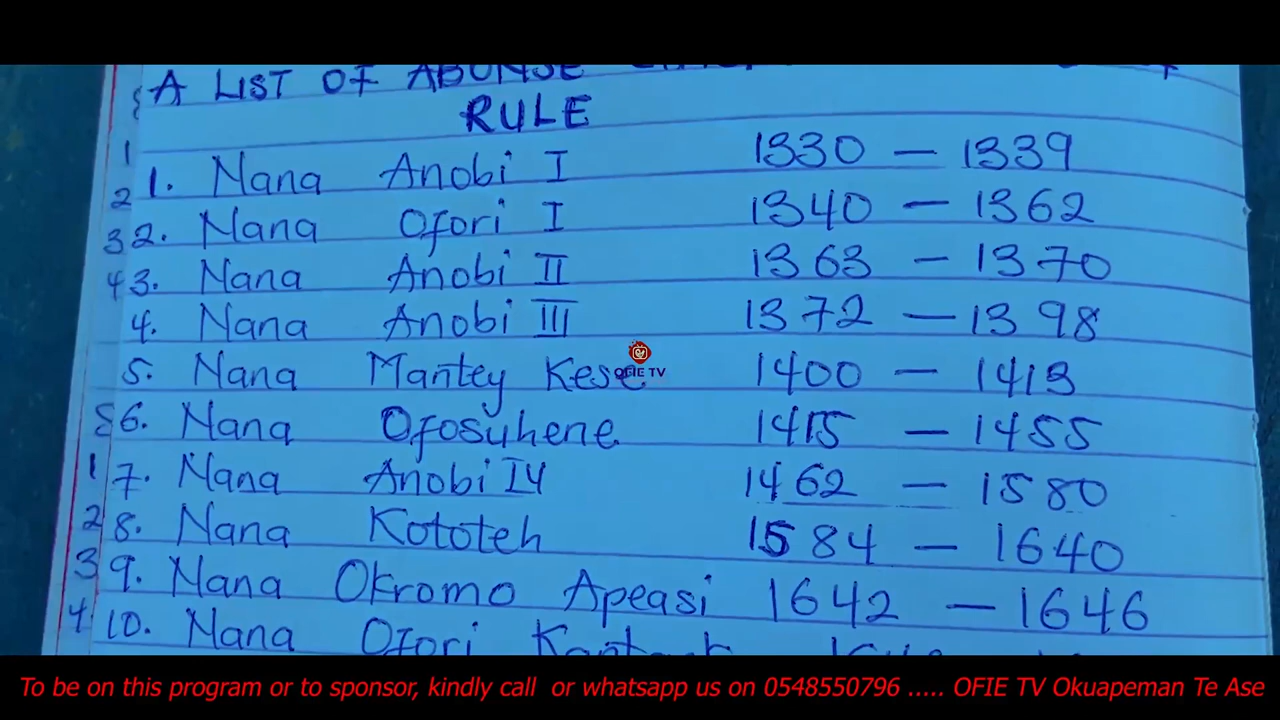 A LIST OF ABONSE
RULE
1. Nana Anobi I 1330 — 1339
2. Nana Ofori I 1340 — 1362
3. Nana Anobi II 1363 — 1370
4. Nana Anobi III 1372 — 1398
5. Nana Mantey Kese 1400 — 1413
6. Nana Ofosuhene 1415 — 1455
7. Nana Anobi IV 1462 — 1580
8. Nana Kototeh 1584 — 1640
9. Nana Okromo Apeasi 1642 — 1646
10. Nana Ofori
OFIE TV
To be on this program or to sponsor, kindly call or whatsapp us on 0548550796 ..... OFIE TV Okuapeman Te Ase